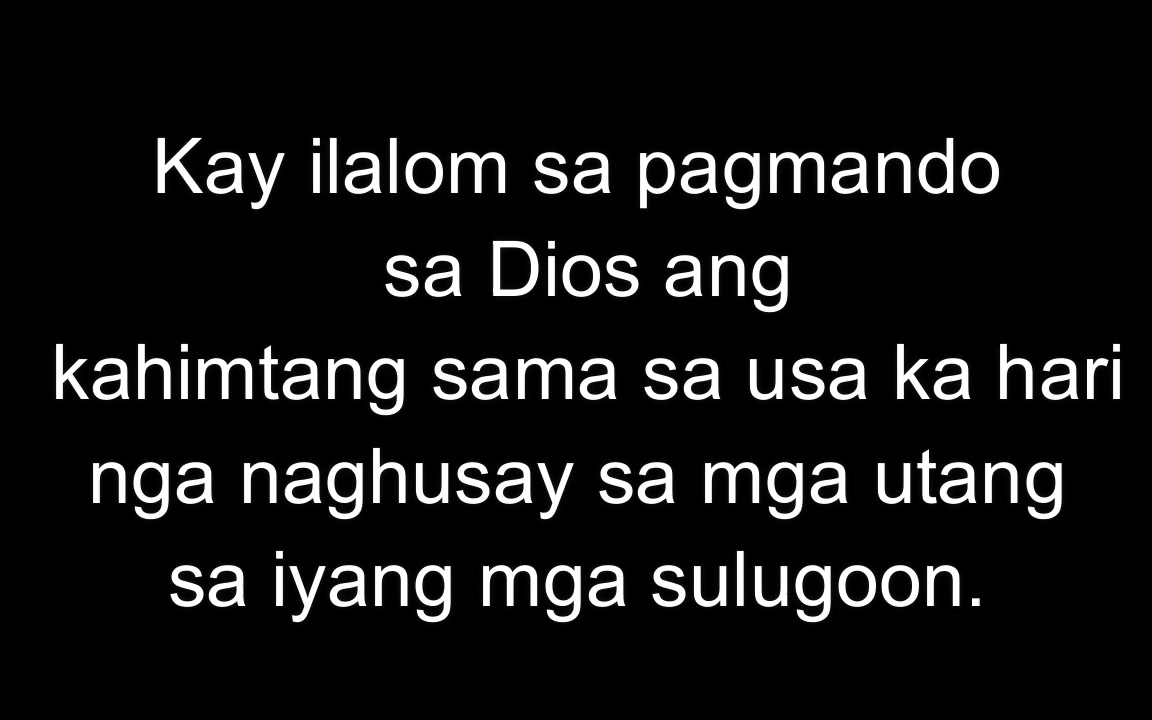 Kay ilalom sa pagmando
sa Dios ang
kahimtang sama sa usa ka hari
nga naghusay sa mga utang
sa iyang mga sulugoon.